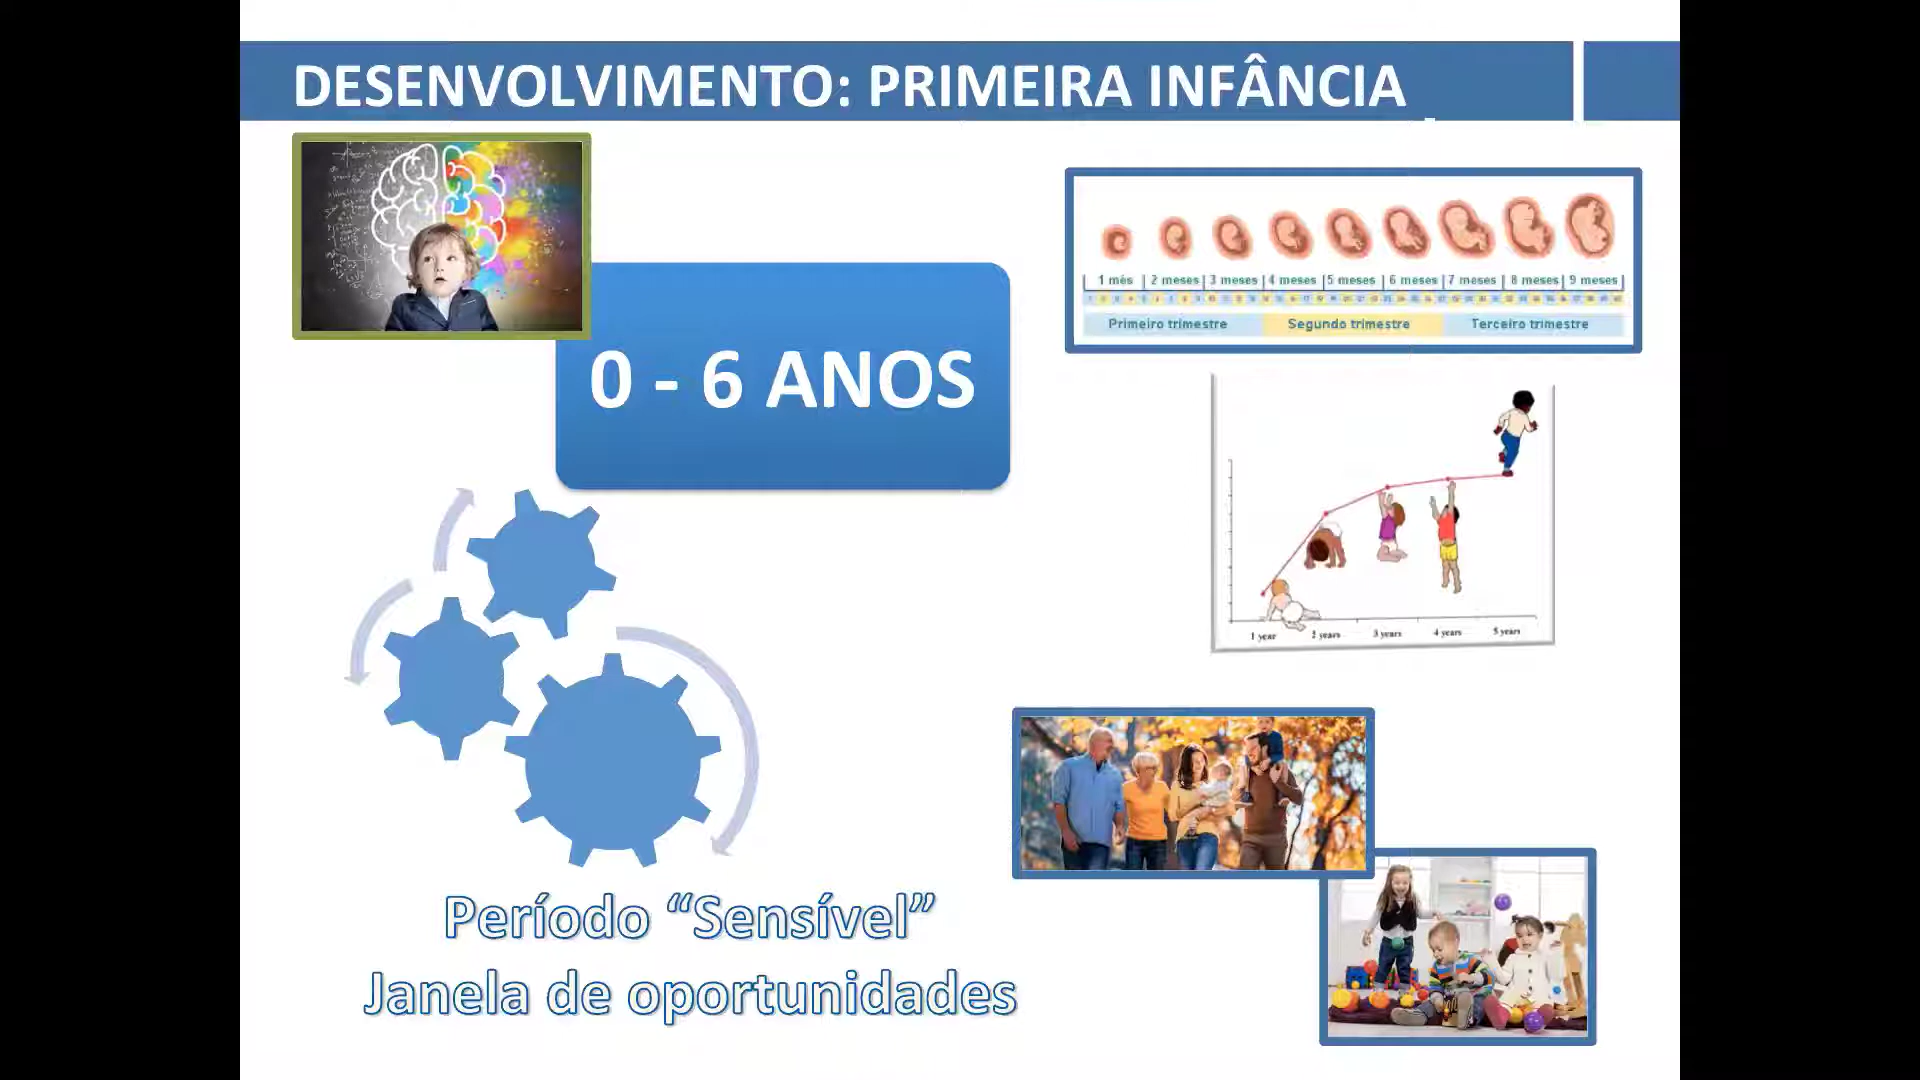 DESENVOLVIMENTO: PRIMEIRA INFÂNCIA
0 - 6 ANOS
1 mês 2 meses 3 meses 4 meses 5 meses 6 meses 7 meses 8 meses 9 meses
Primeiro trimestre Segundo trimestre Terceiro trimestre
1 year 2 years 3 years 4 years 5 years
Período “Sensível”
Janela de oportunidades